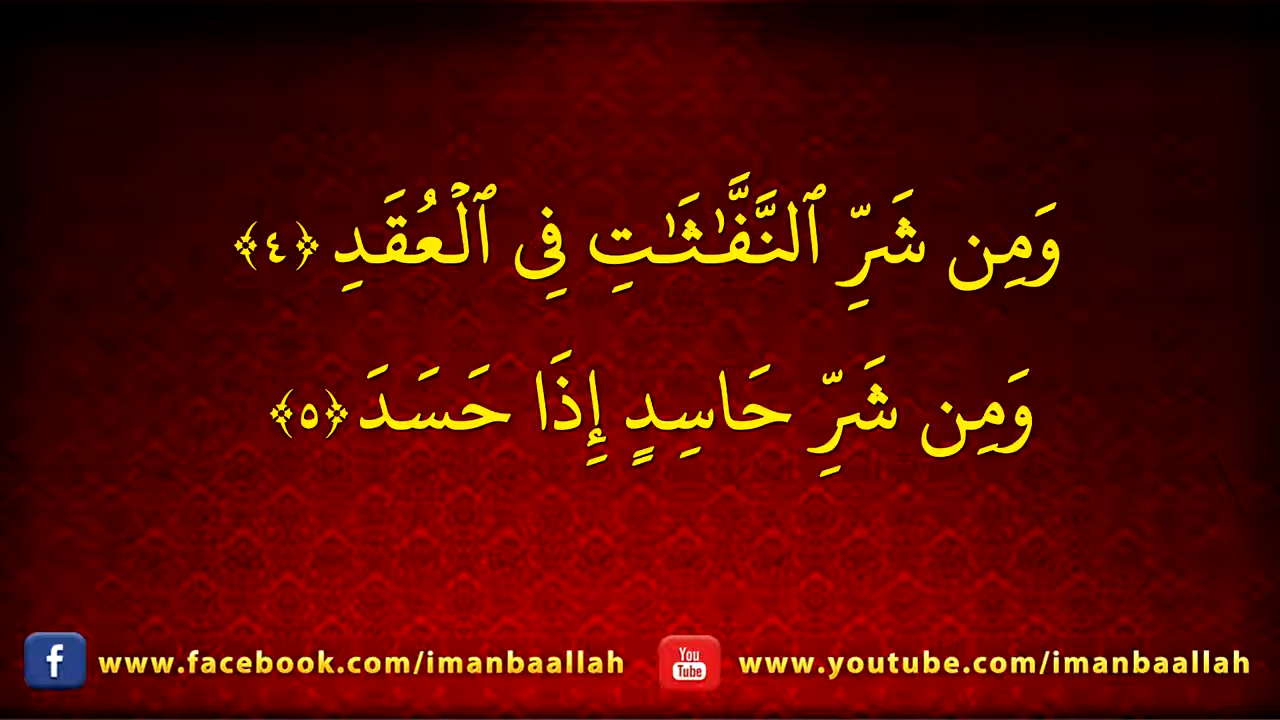 وَمِن شَرِّ ٱلنَّفَّـٰثَـٰتِ فِى ٱلْعُقَدِ ﴿٤﴾
وَمِن شَرِّ حَاسِدٍ إِذَا حَسَدَ ﴿٥﴾
f www.facebook.com/imanbaallah You Tube www.youtube.com/imanbaallah